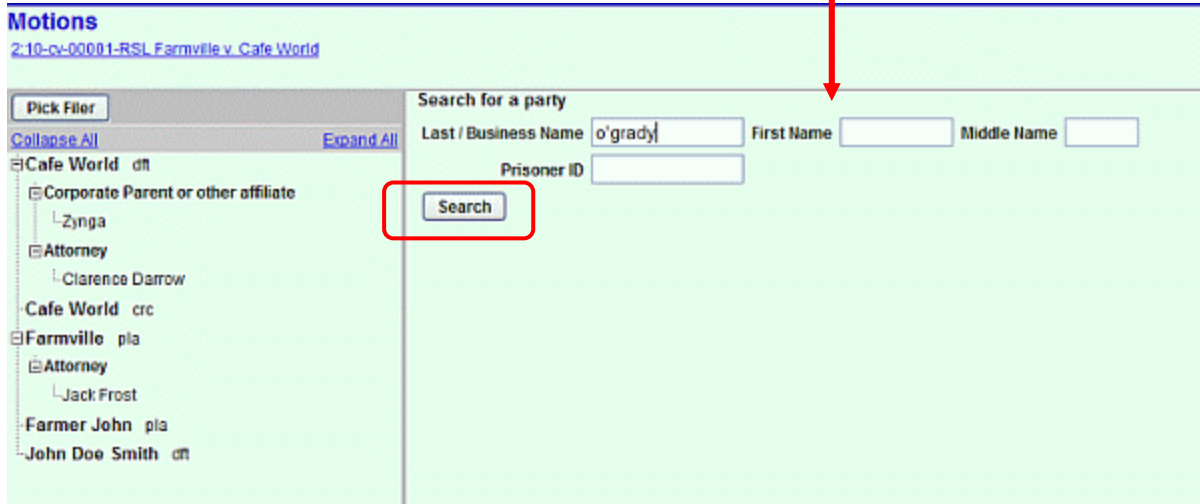 Motions
2:10-cv-00001-RSL Farmville v. Cafe World
Pick Filer
Collapse All Expand All
Cafe World dft
Corporate Parent or other affiliate
Zynga
Attorney
Clarence Darrow
Cafe World crc
Farmville pla
Attorney
Jack Frost
Farmer John pla
John Doe Smith dft
Search for a party
Last / Business Name o'grady First Name Middle Name
Prisoner ID
Search